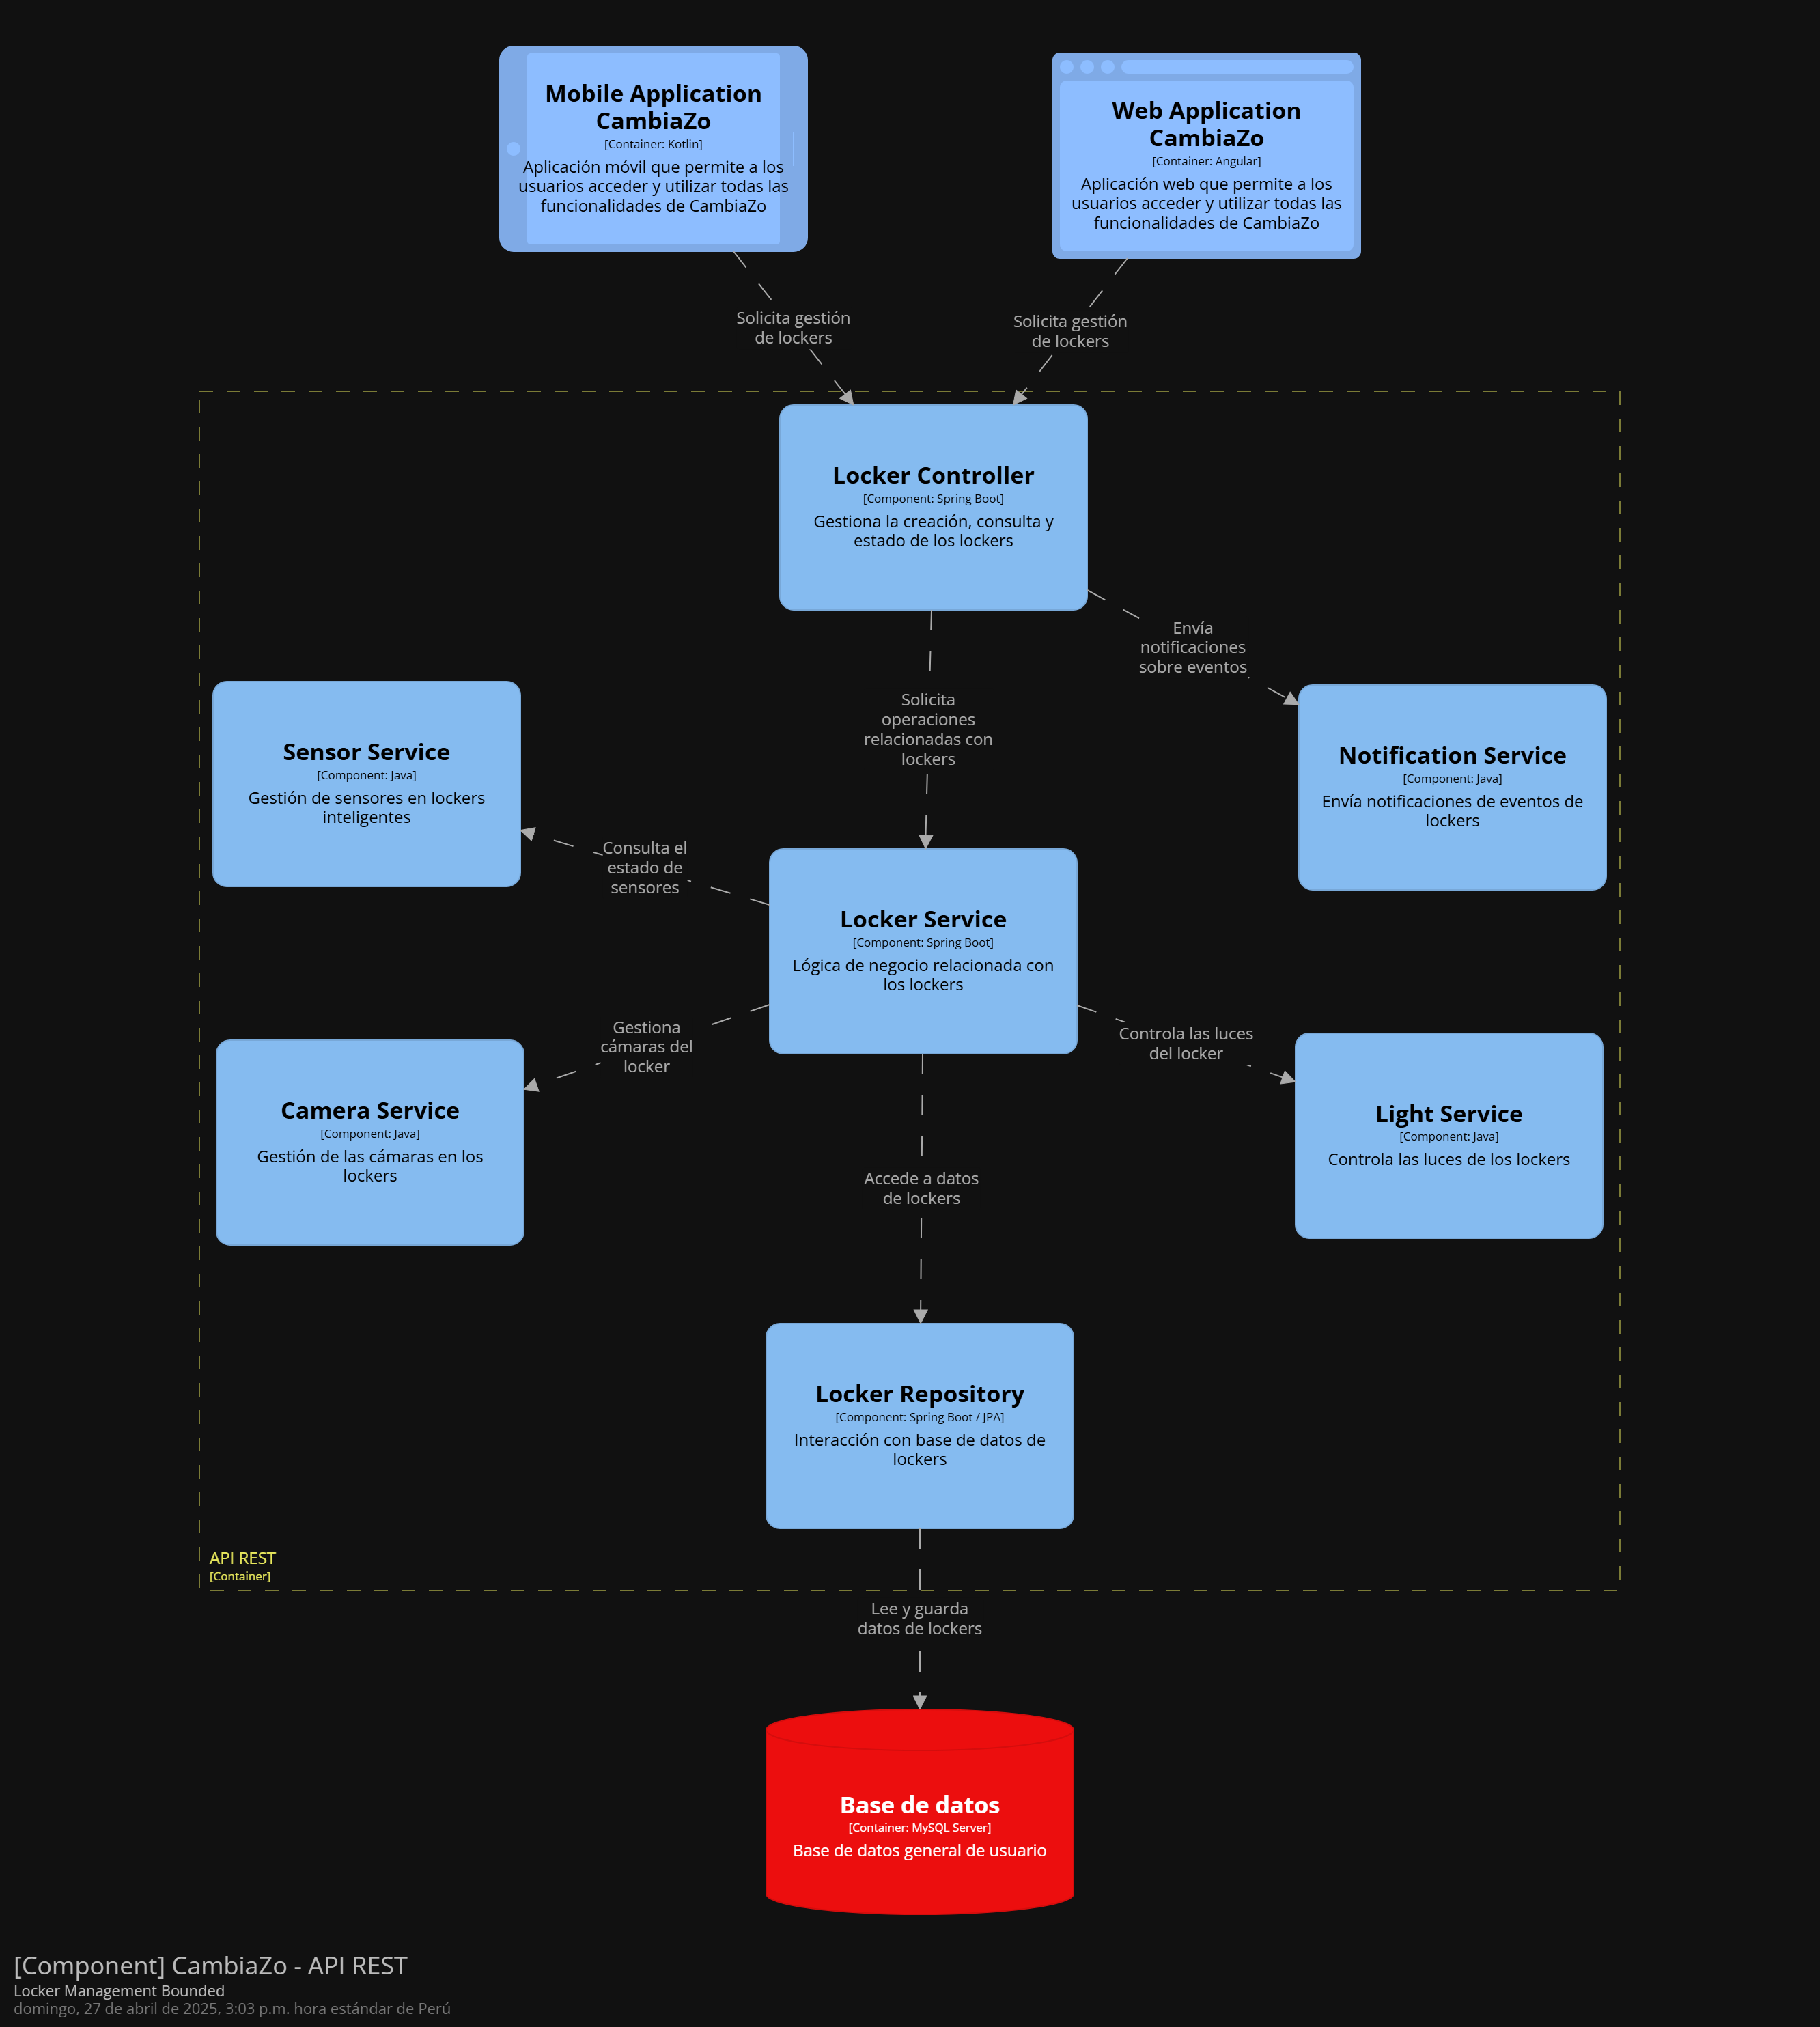 Mobile Application
CambiaZo
[Container: Kotlin]
Aplicación móvil que permite a los
usuarios acceder y utilizar todas las
funcionalidades de CambiaZo
Web Application
CambiaZo
[Container: Angular]
Aplicación web que permite a los
usuarios acceder y utilizar todas las
funcionalidades de CambiaZo
Solicita gestión
de lockers
Solicita gestión
de lockers
Locker Controller
[Component: Spring Boot]
Gestiona la creación, consulta y
estado de los lockers
Envía
notificaciones
sobre eventos
Solicita
operaciones
relacionadas con
lockers
Sensor Service
[Component: Java]
Gestión de sensores en lockers
inteligentes
Notification Service
[Component: Java]
Envía notificaciones de eventos de
lockers
Consulta el
estado de
sensores
Locker Service
[Component: Spring Boot]
Lógica de negocio relacionada con
los lockers
Gestiona
cámaras del
locker
Controla las luces
del locker
Camera Service
[Component: Java]
Gestión de las cámaras en los
lockers
Light Service
[Component: Java]
Controla las luces de los lockers
Accede a datos
de lockers
Locker Repository
[Component: Spring Boot / JPA]
Interacción con base de datos de
lockers
API REST
[Container]
Lee y guarda
datos de lockers
Base de datos
[Container: MySQL Server]
Base de datos general de usuario
[Component] CambiaZo - API REST
Locker Management Bounded
domingo, 27 de abril de 2025, 3:03 p.m. hora estándar de Perú